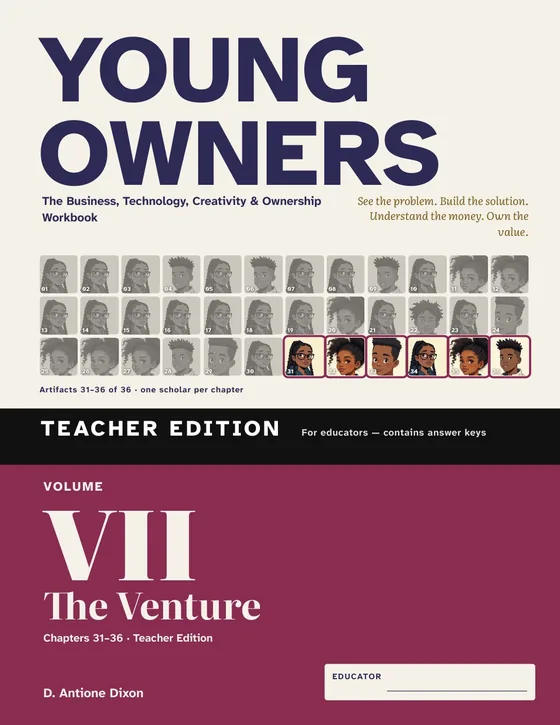 YOUNG
OWNERS
The Business, Technology, Creativity & Ownership
Workbook
See the problem. Build the solution.
Understand the money. Own the
value.
01 02 03 04 05 06 07 08 09 10 11 12
13 14 15 16 17 18 19 20 21 22 23 24
25 26 27 28 29 30 31 32 33 34 35 36
Artifacts 31–36 of 36 · one scholar per chapter
TEACHER EDITION For educators — contains answer keys
VOLUME
VII
The Venture
Chapters 31–36 · Teacher Edition
EDUCATOR
D. Antione Dixon